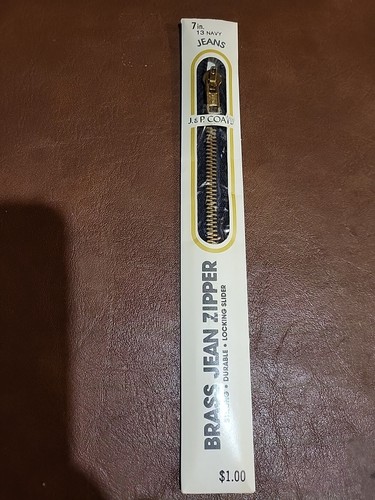 7 in.
13 NAVY
JEANS
J. & P. COATS
BRASS JEAN ZIPPER
• DURABLE • LOCKING SLIDER
$1.00